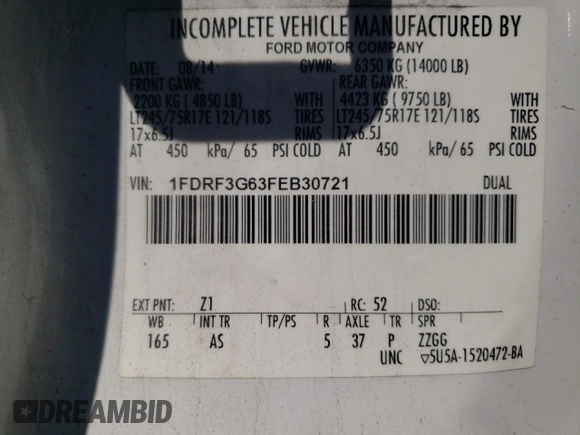 INCOMPLETE VEHICLE MANUFACTURED BY
FORD MOTOR COMPANY
DATE: 08/14 GVWR: 6350 KG (14000 LB)
FRONT GAWR: REAR GAWR:
2200 KG ( 4850 LB) WITH 4423 KG ( 9750 LB) WITH
LT245/75R17E 121/118S TIRES LT245/75R17E 121/118S TIRES
17x6.5J RIMS 17x6.5J RIMS
AT 450 kPa/ 65 PSI COLD AT 450 kPa/ 65 PSI COLD
VIN: 1FDRF3G63FEB30721 DUAL
EXT PNT: Z1 RC: 52 DSO:
WB INT TR TP/PS R AXLE TR SPR
165 AS 5 37 P ZZGG
UNC ▽5U5A-1520472-BA
DREAMBID